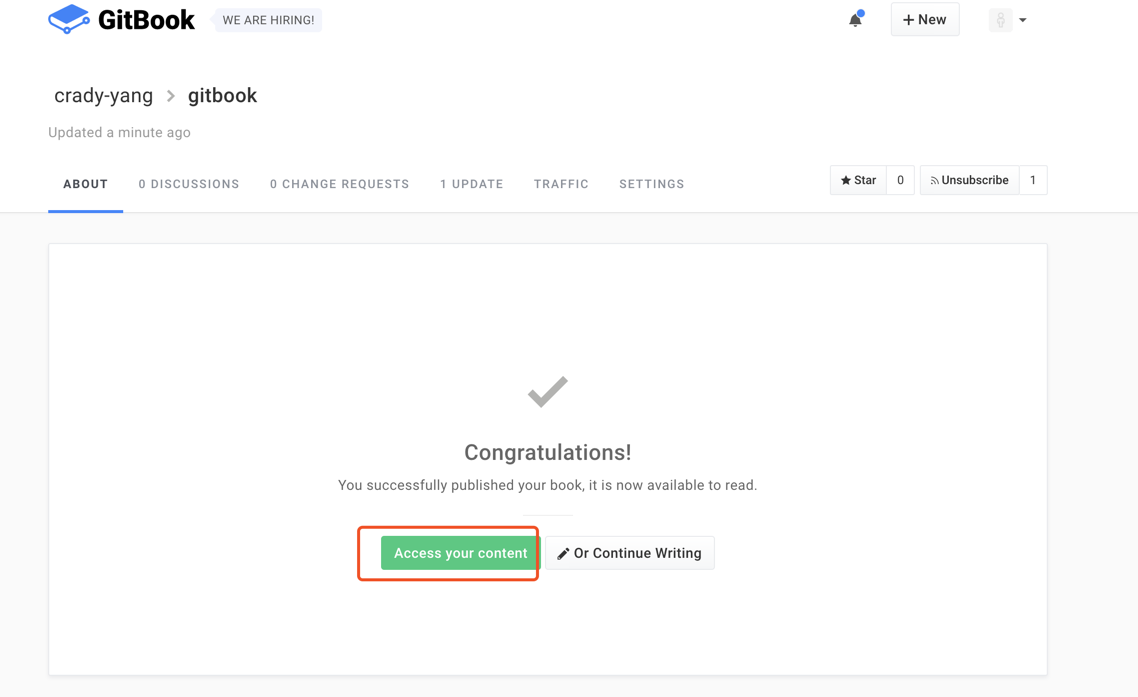 GitBook WE ARE HIRING! New
crady-yang > gitbook
Updated a minute ago
ABOUT 0 DISCUSSIONS 0 CHANGE REQUESTS 1 UPDATE TRAFFIC SETTINGS Star 0 Unsubscribe 1
Congratulations!
You successfully published your book, it is now available to read.
Access your content Or Continue Writing